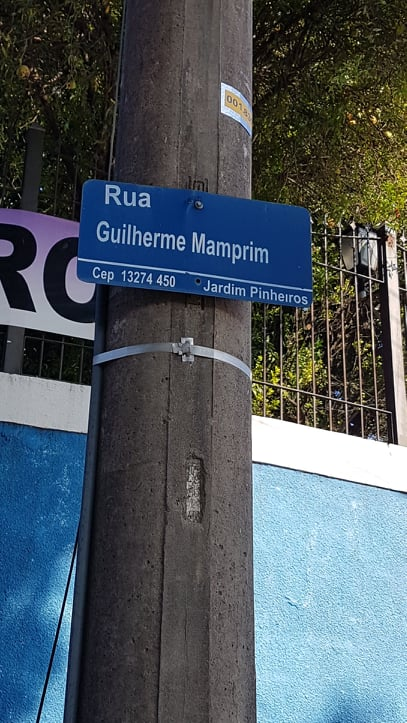 Rua
Guilherme Mamprim
Cep 13274 450 Jardim Pinheiros
RO